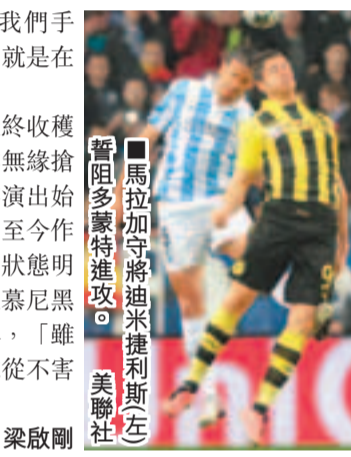 ■馬拉加守將迪米捷利斯(左)
誓阻多蒙特進攻。 美聯社
我們手
就是在
終收穫
無緣搶
演出始
至今作
狀態明
慕尼黑
，「雖
從不害
梁啟剛
9